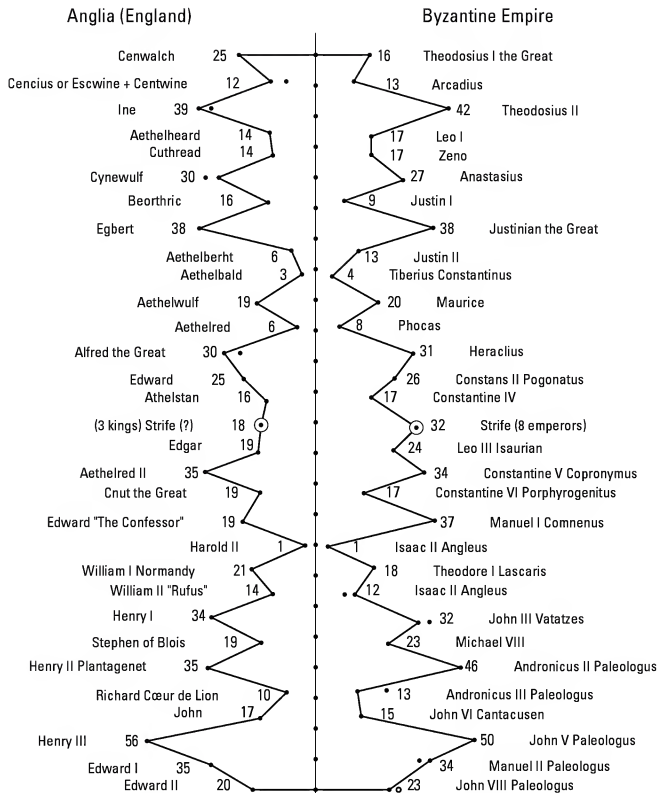 Anglia (England) Byzantine Empire
Cenwalch 25 16 Theodosius I the Great
Cencius or Escwine + Centwine 12 13 Arcadius
Ine 39 42 Theodosius II
Aethelheard 14 17 Leo I
Cuthread 14 17 Zeno
Cynewulf 30 27 Anastasius
Beorthric 16 9 Justin I
Egbert 38 38 Justinian the Great
Aethelberht 6 13 Justin II
Aethelbald 3 4 Tiberius Constantinus
Aethelwulf 19 20 Maurice
Aethelred 6 8 Phocas
Alfred the Great 30 31 Heraclius
Edward 25 26 Constans II Pogonatus
Athelstan 16 17 Constantine IV
(3 kings) Strife (?) 18 32 Strife (8 emperors)
Edgar 19 24 Leo III Isaurian
Aethelred II 35 34 Constantine V Copronymus
Cnut the Great 19 17 Constantine VI Porphyrogenitus
Edward "The Confessor" 19 37 Manuel I Comnenus
Harold II 1 1 Isaac II Angleus
William I Normandy 21 18 Theodore I Lascaris
William II "Rufus" 14 12 Isaac II Angleus
Henry I 34 32 John III Vatatzes
Stephen of Blois 19 23 Michael VIII
Henry II Plantagenet 35 46 Andronicus II Paleologus
Richard Cœur de Lion 10 13 Andronicus III Paleologus
John 17 15 John VI Cantacusen
Henry III 56 50 John V Paleologus
Edward I 35 34 Manuel II Paleologus
Edward II 20 23 John VIII Paleologus